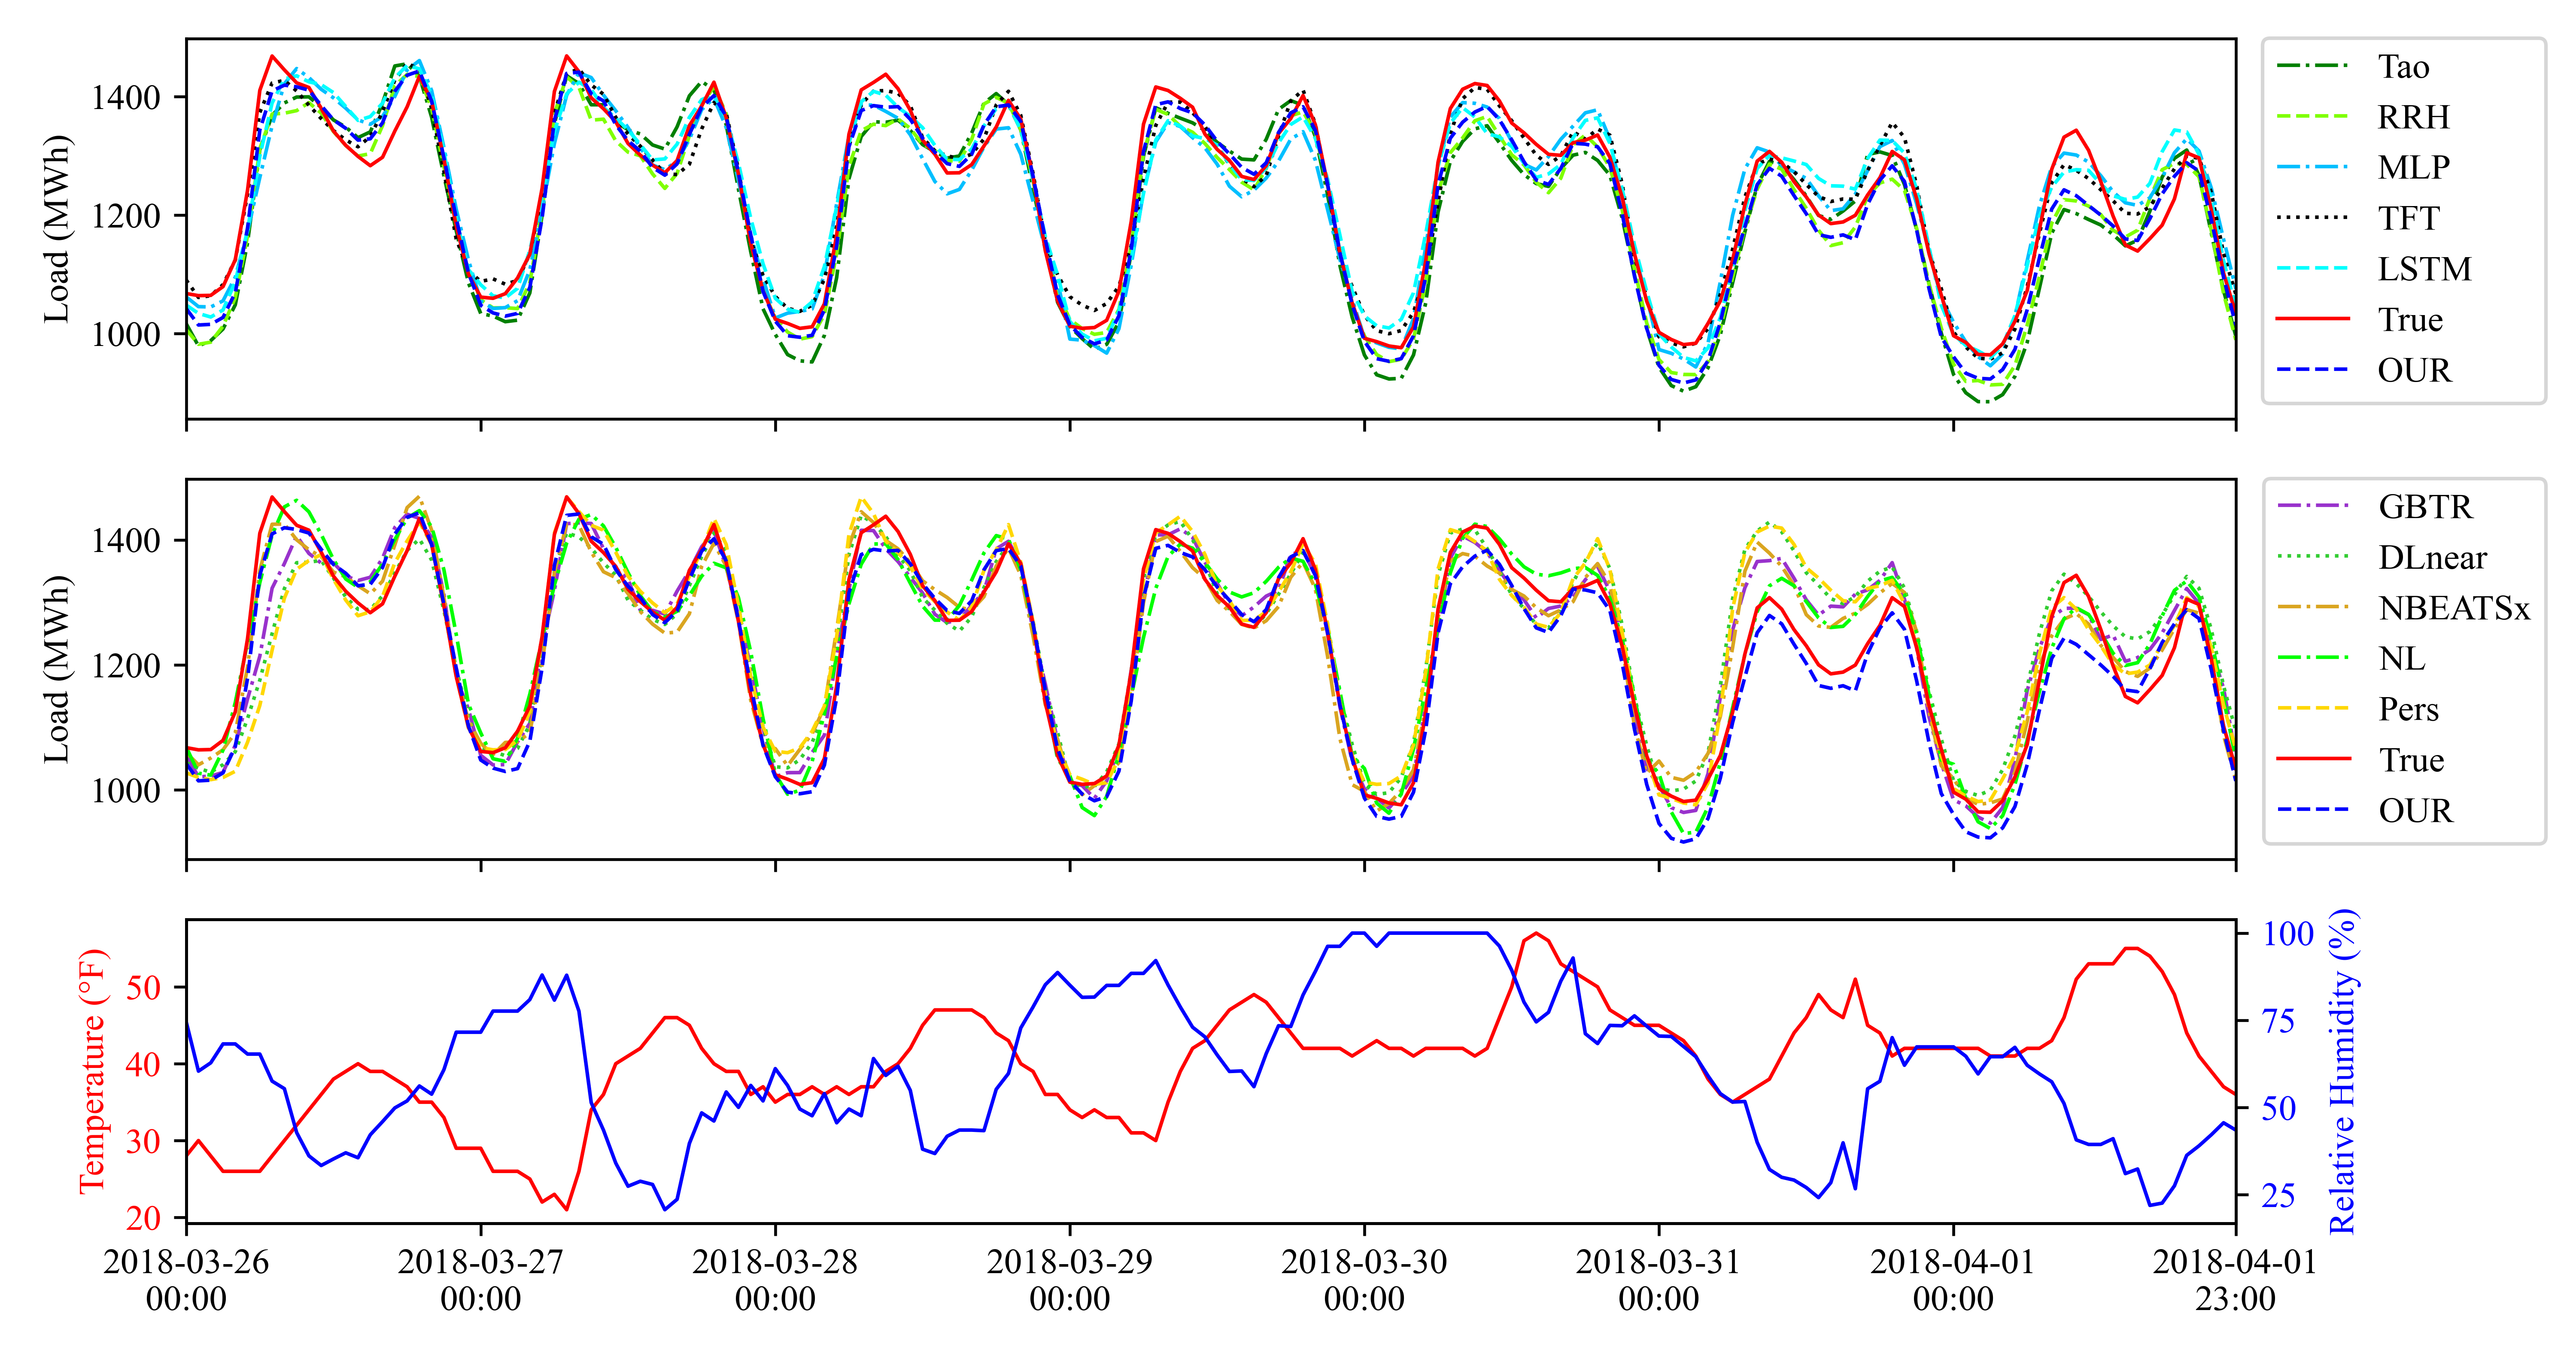 Load (MWh)
1400
1200
1000
Tao
RRH
MLP
TFT
LSTM
True
OUR
Load (MWh)
1400
1200
1000
GBTR
DLnear
NBEATSx
NL
Pers
True
OUR
Temperature (°F)
50
40
30
20
100
75
50
25
Relative Humidity (%)
2018-03-26
00:00
2018-03-27
00:00
2018-03-28
00:00
2018-03-29
00:00
2018-03-30
00:00
2018-03-31
00:00
2018-04-01
00:00
2018-04-01
23:00